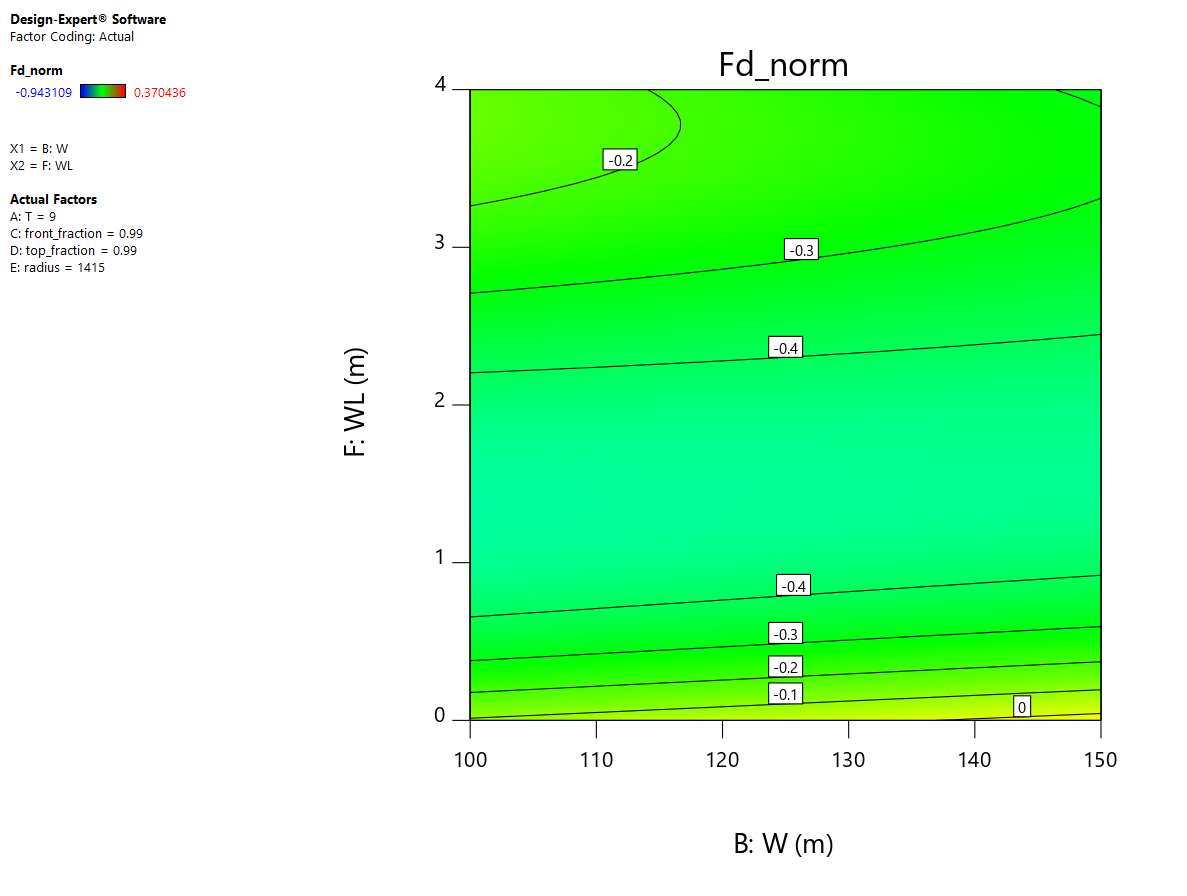 Design-Expert® Software
Factor Coding: Actual
Fd_norm
-0.943109 0.370436
X1 = B: W
X2 = F: WL
Actual Factors
A: T = 9
C: front_fraction = 0.99
D: top_fraction = 0.99
E: radius = 1415
Fd_norm
4
3
2
1
0
F: WL (m)
-0.2
-0.3
-0.4
-0.4
-0.3
-0.2
-0.1
0
100 110 120 130 140 150
B: W (m)